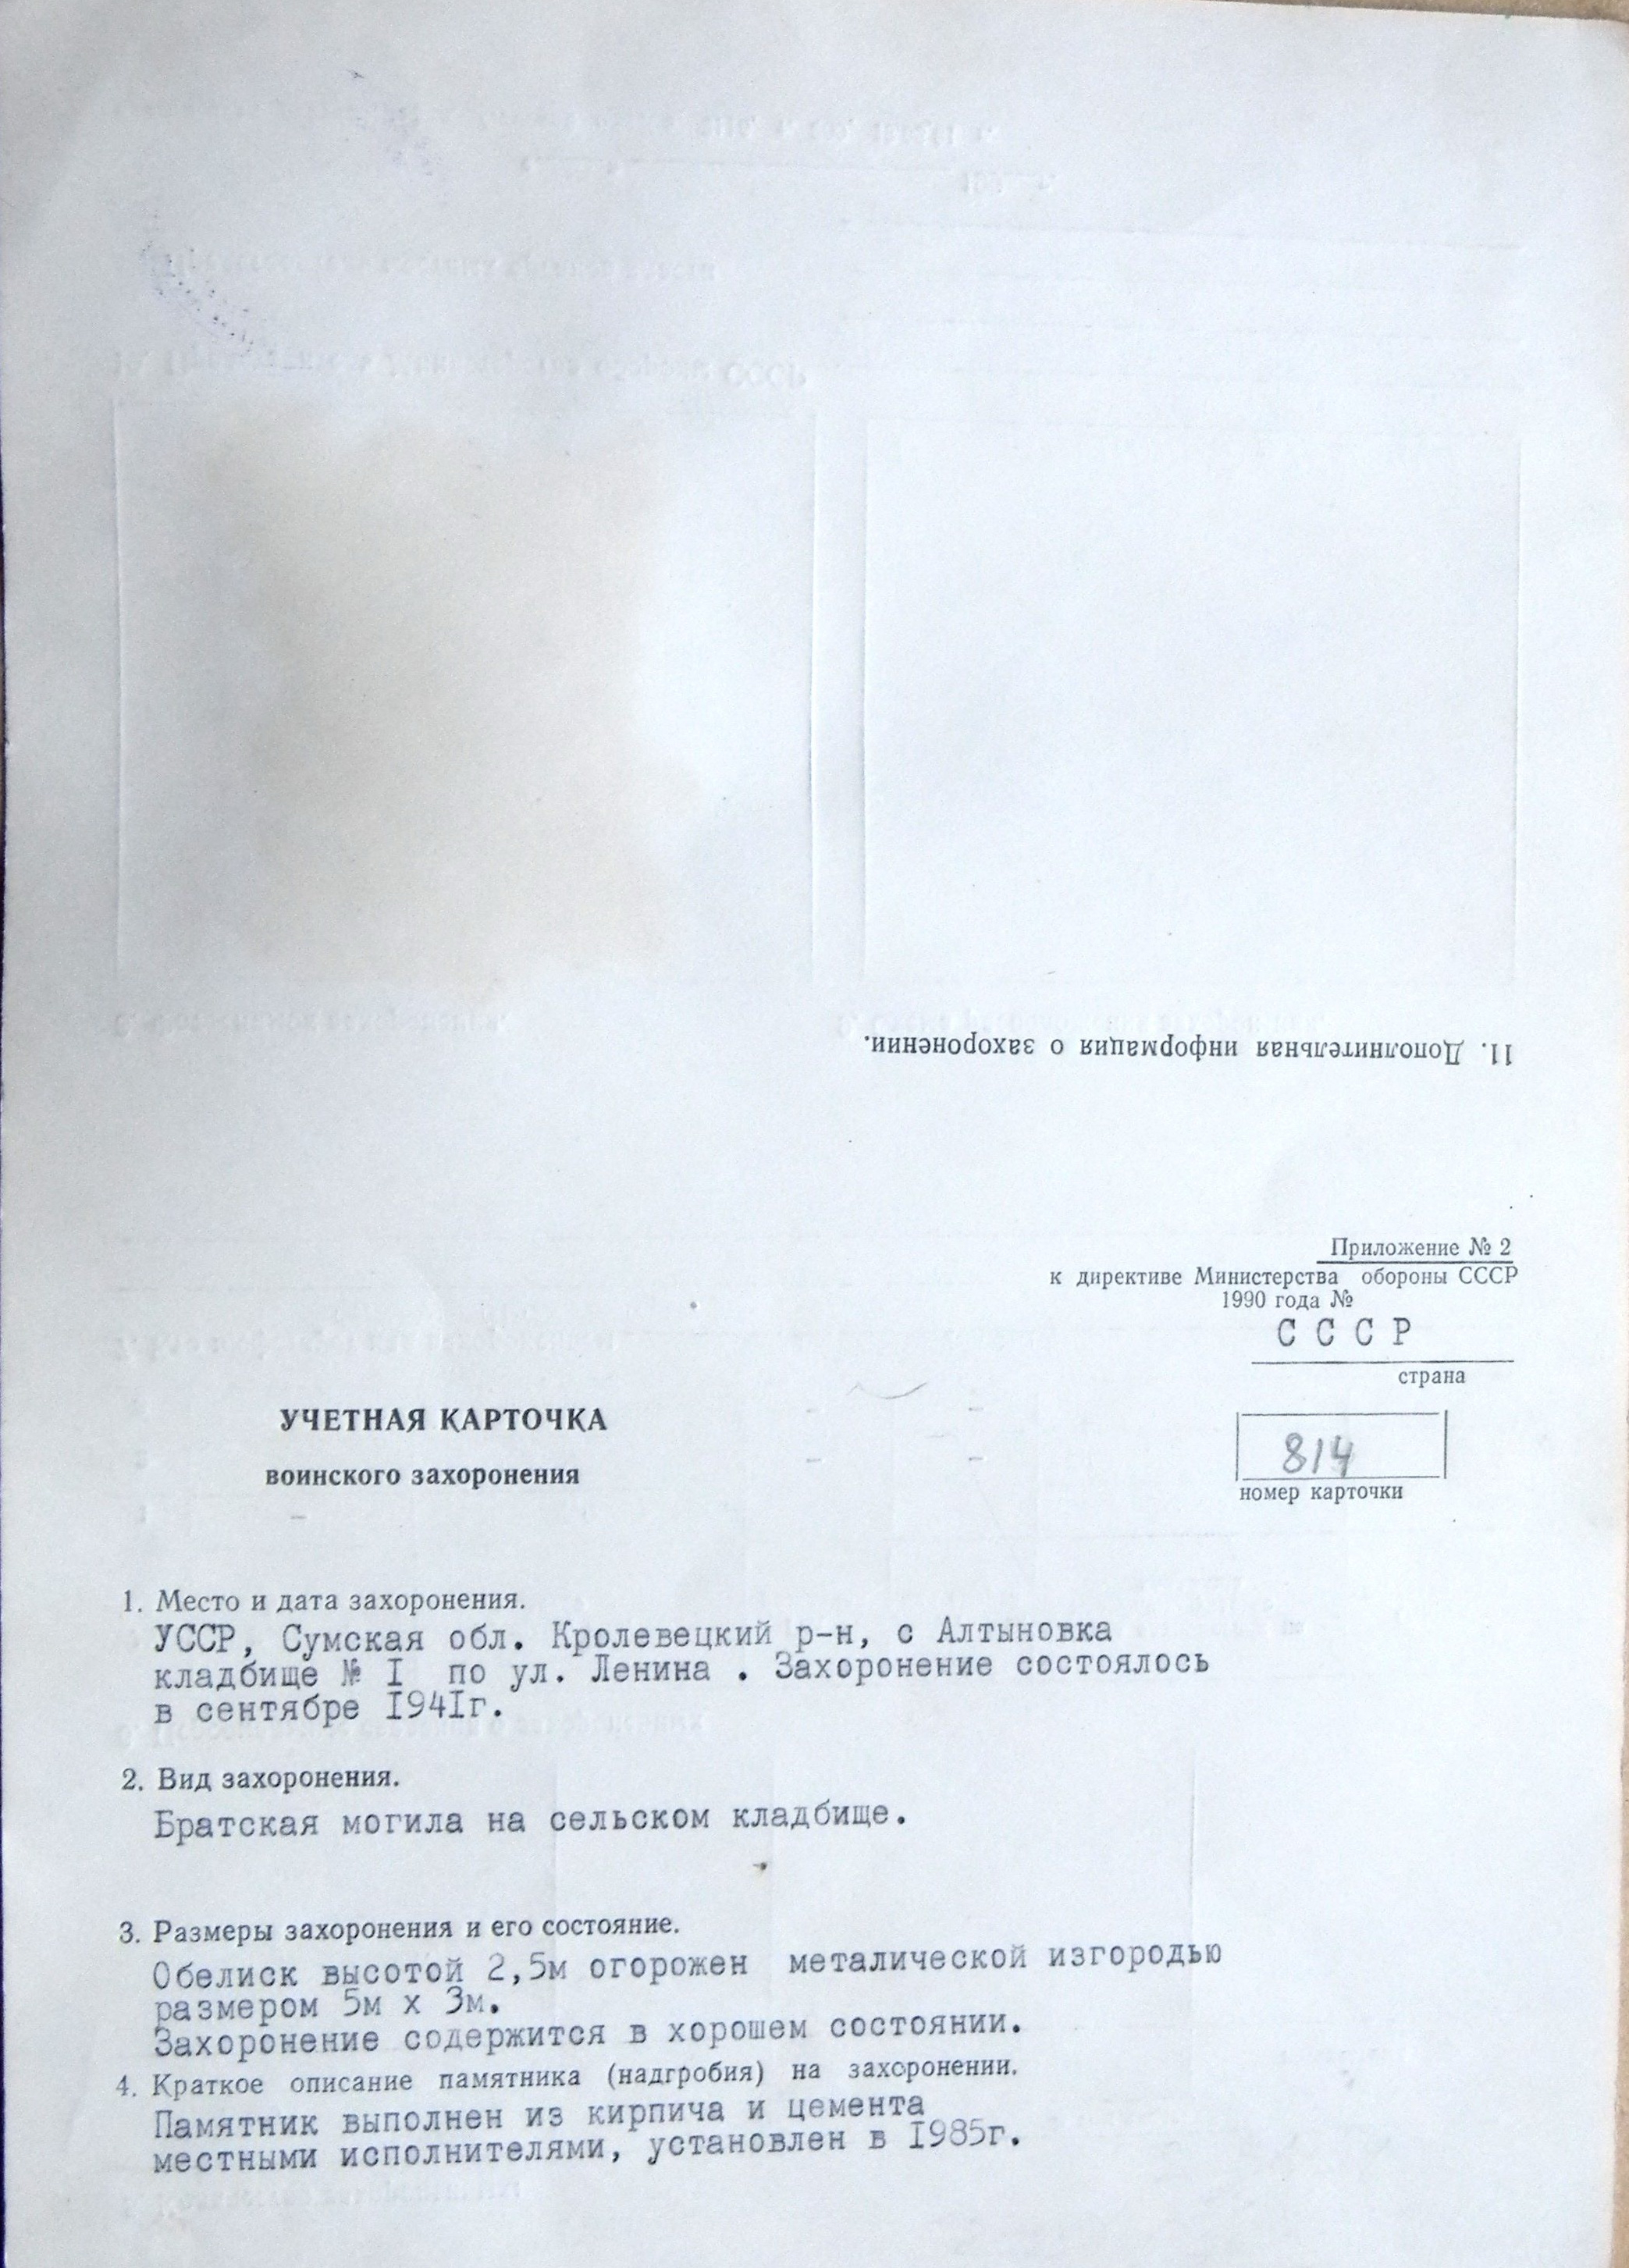 11. Дополнительная информация о захоронении.
Приложение № 2
к директиве Министерства обороны СССР
1990 года №
С С С Р
страна
УЧЕТНАЯ КАРТОЧКА
воинского захоронения
814
номер карточки
1. Место и дата захоронения.
УССР, Сумская обл. Кролевецкий р-н, с Алтыновка
кладбище № I по ул. Ленина . Захоронение состоялось
в сентябре I94Iг.
2. Вид захоронения.
Братская могила на сельском кладбище.
3. Размеры захоронения и его состояние.
Обелиск высотой 2,5м огорожен металической изгородью
размером 5м х 3м.
Захоронение содержится в хорошем состоянии.
4. Краткое описание памятника (надгробия) на захоронении.
Памятник выполнен из кирпича и цемента
местными исполнителями, установлен в I985г.